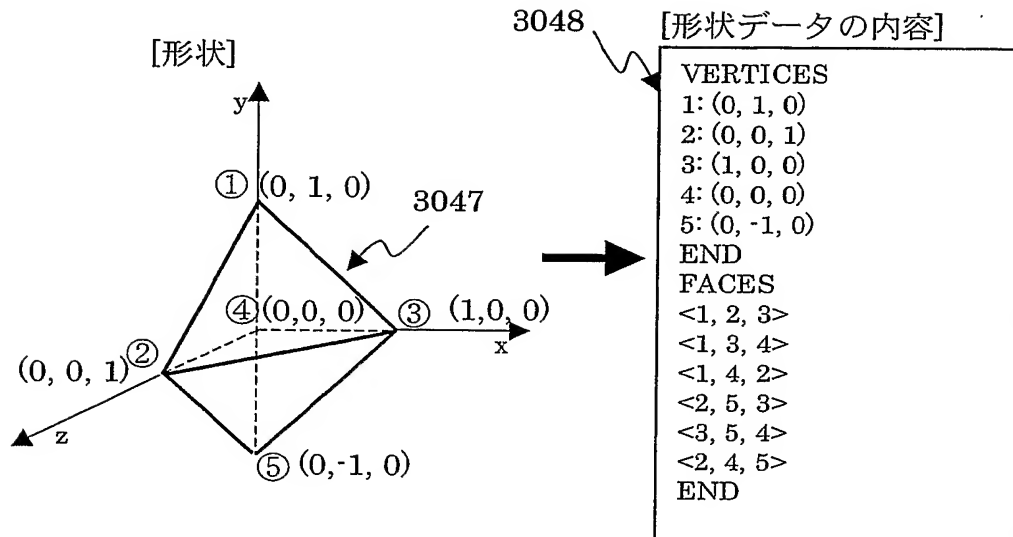 [形状]
y
① (0, 1, 0)
3047
④(0,0, 0)
③ (1,0, 0)
x
②
(0, 0, 1)
z
⑤ (0,-1, 0)
3048
[形状データの内容]
VERTICES
1: (0, 1, 0)
2: (0, 0, 1)
3: (1, 0, 0)
4: (0, 0, 0)
5: (0, -1, 0)
END
FACES
<1, 2, 3>
<1, 3, 4>
<1, 4, 2>
<2, 5, 3>
<3, 5, 4>
<2, 4, 5>
END